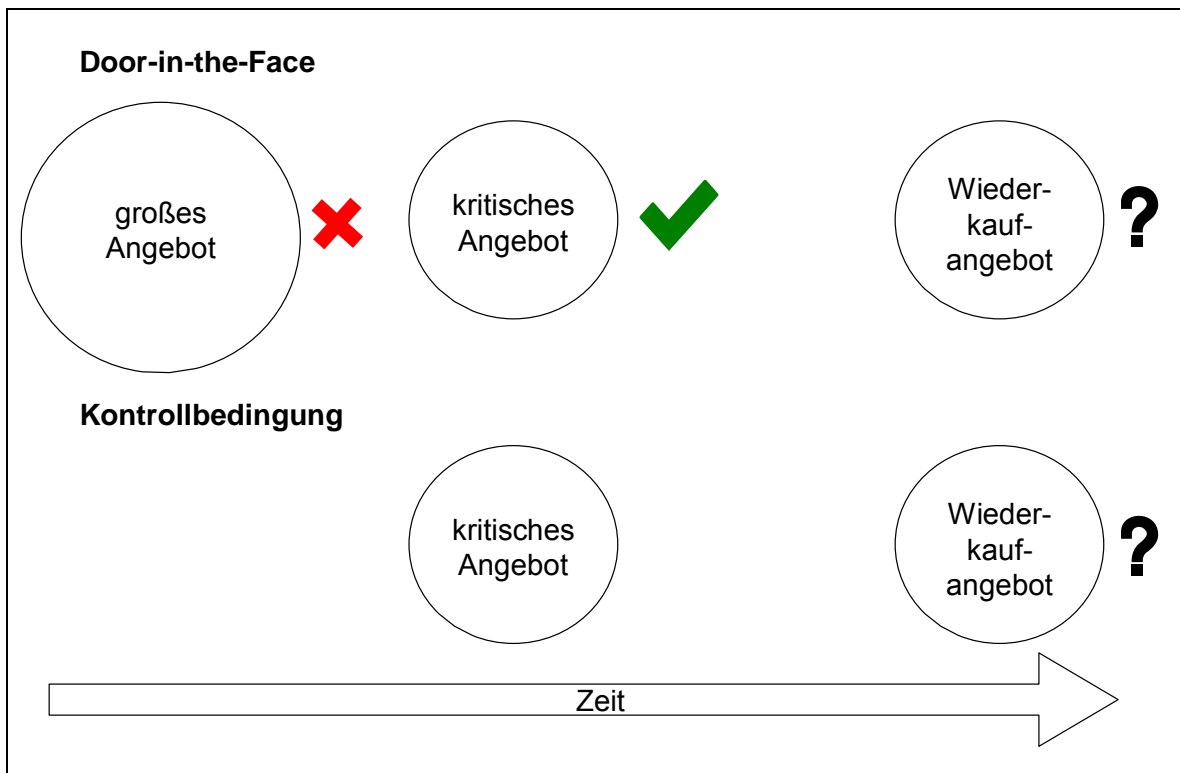 Door-in-the-Face
großes
Angebot
kritisches
Angebot
Wieder-
kauf-
angebot
?
Kontrollbedingung
kritisches
Angebot
Wieder-
kauf-
angebot
?
Zeit